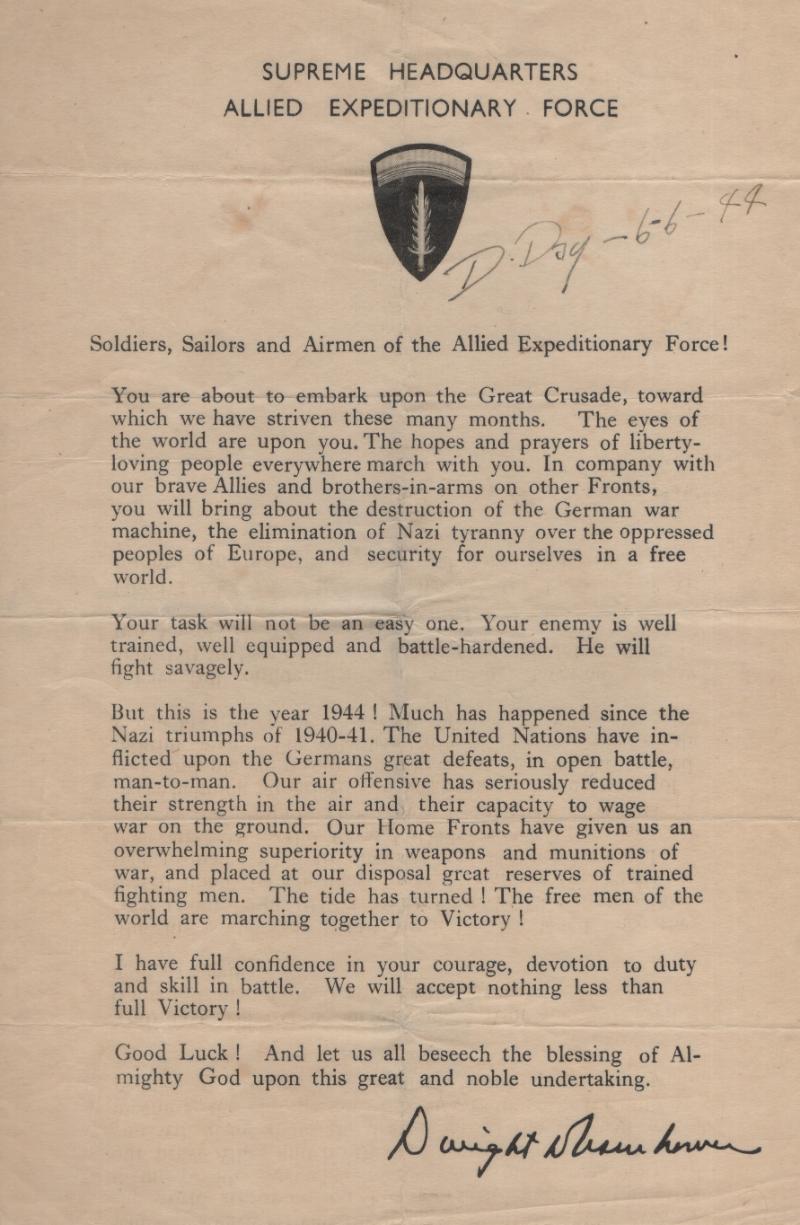 SUPREME HEADQUARTERS
ALLIED EXPEDITIONARY FORCE
D. Day - 6-6-44
Soldiers, Sailors and Airmen of the Allied Expeditionary Force!
You are about to embark upon the Great Crusade, toward
which we have striven these many months. The eyes of
the world are upon you. The hopes and prayers of liberty-
loving people everywhere march with you. In company with
our brave Allies and brothers-in-arms on other Fronts,
you will bring about the destruction of the German war
machine, the elimination of Nazi tyranny over the oppressed
peoples of Europe, and security for ourselves in a free
world.
Your task will not be an easy one. Your enemy is well
trained, well equipped and battle-hardened. He will
fight savagely.
But this is the year 1944 ! Much has happened since the
Nazi triumphs of 1940-41. The United Nations have in-
flicted upon the Germans great defeats, in open battle,
man-to-man. Our air offensive has seriously reduced
their strength in the air and their capacity to wage
war on the ground. Our Home Fronts have given us an
overwhelming superiority in weapons and munitions of
war, and placed at our disposal great reserves of trained
fighting men. The tide has turned ! The free men of the
world are marching together to Victory !
I have full confidence in your courage, devotion to duty
and skill in battle. We will accept nothing less than
full Victory !
Good Luck ! And let us all beseech the blessing of Al-
mighty God upon this great and noble undertaking.
Dwight D Eisenhower